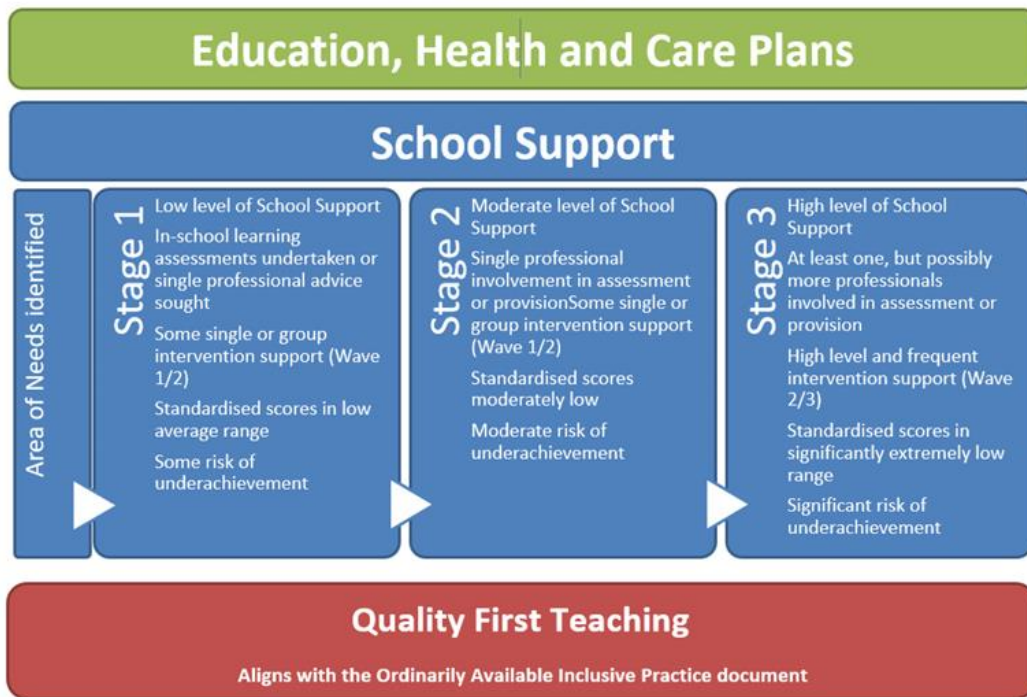 Education, Health and Care Plans
School Support
Area of Needs identified
Stage 1
Low level of School Support
In-school learning
assessments undertaken or
single professional advice
sought
Some single or group
intervention support (Wave
1/2)
Standardised scores in low
average range
Some risk of
underachievement
Stage 2
Moderate level of School
Support
Single professional
involvement in assessment
or provisionSome single or
group intervention support
(Wave 1/2)
Standardised scores
moderately low
Moderate risk of
underachievement
Stage 3
High level of School
Support
At least one, but possibly
more professionals
involved in assessment or
provision
High level and frequent
intervention support (Wave
2/3)
Standardised scores in
significantly extremely low
range
Significant risk of
underachievement
Quality First Teaching
Aligns with the Ordinarily Available Inclusive Practice document